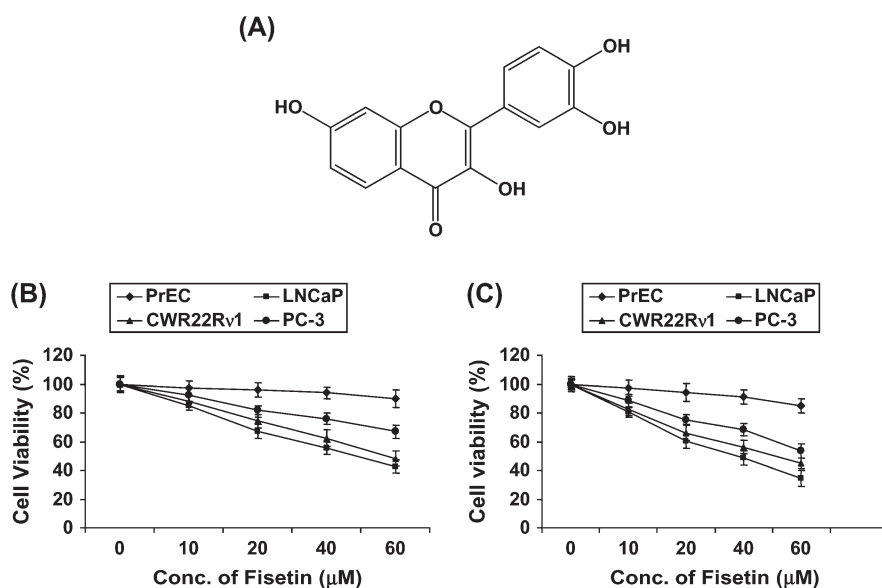 (A)
OH
HO
O
OH
OH
O
(B)
PrEC LNCaP
CWR22Rν1 PC-3
Cell Viability (%)
120
100
80
60
40
20
0
0 10 20 40 60
Conc. of Fisetin (μM)
(C)
PrEC LNCaP
CWR22Rν1 PC-3
Cell viability (%)
120
100
80
60
40
20
0
0 10 20 40 60
Conc. of Fisetin (μM)